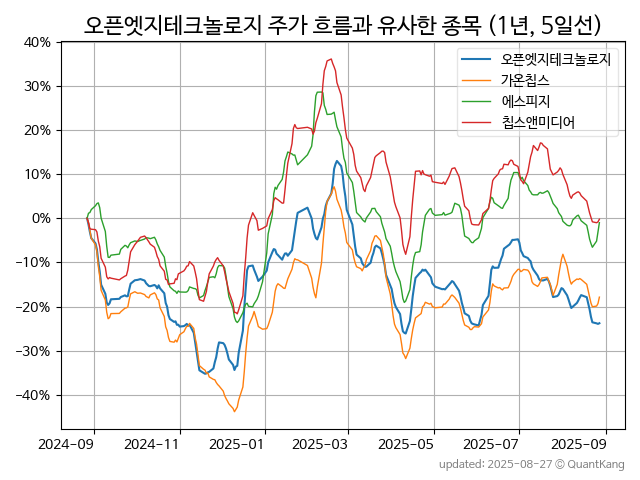 오픈엣지테크놀로지 주가 흐름과 유사한 종목 (1년, 5일선)
40%
30%
20%
10%
0%
-10%
-20%
-30%
-40%
오픈엣지테크놀로지
가온칩스
에스피지
칩스앤미디어
2024-09
2024-11
2025-01
2025-03
2025-05
2025-07
2025-09
updated: 2025-08-27 © QuantKang